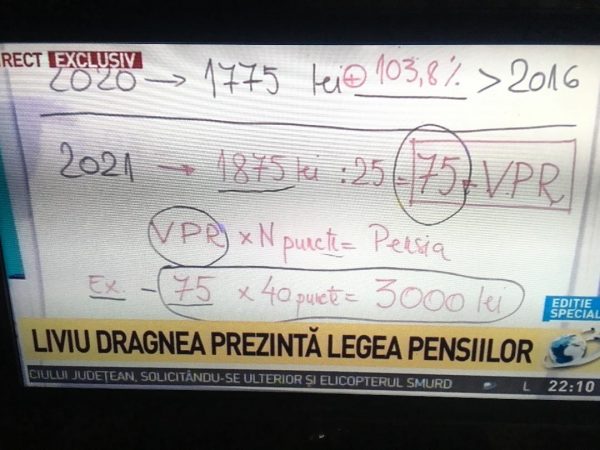 RECT EXCLUSIV
2020 → 1775 lei ⊕ 103,8% > 2016
2021 → 1875 lei : 25 = 75 = VPR
VPR × N puncte = Pensia
Ex - 75 × 40 puncte = 3000 lei
EDITIE
SPECIAL
LIVIU DRAGNEA PREZINTĂ LEGEA PENSIILOR
CIULUI JUDEȚEAN, SOLICITÂNDU-SE ULTERIOR ȘI ELICOPTERUL SMURD L 22:10